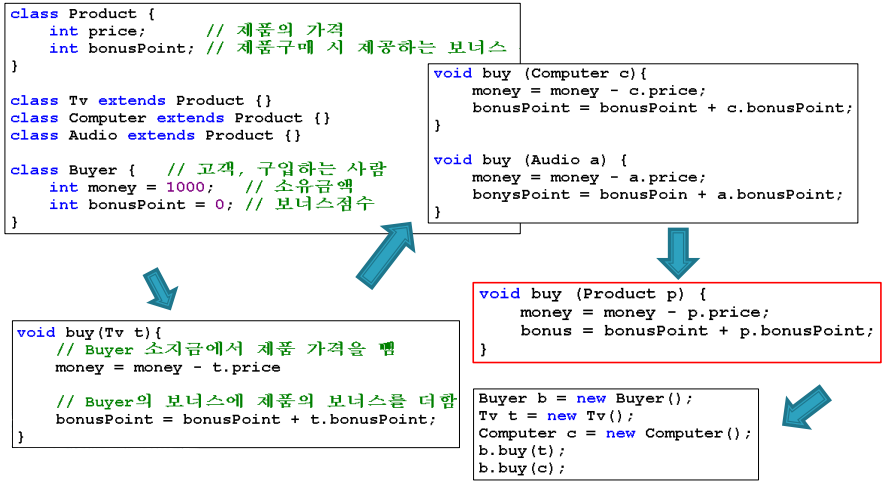 class Product {
int price; // 제품의 가격
int bonusPoint; // 제품구매 시 제공하는 보너스
}
class Tv extends Product {}
class Computer extends Product {}
class Audio extends Product {}
class Buyer { // 고객, 구입하는 사람
int money = 1000; // 소유금액
int bonusPoint = 0; // 보너스점수
}
void buy(Tv t){
// Buyer 소지금에서 제품 가격을 뺌
money = money - t.price
// Buyer의 보너스에 제품의 보너스를 더함
bonusPoint = bonusPoint + t.bonusPoint;
}
void buy (Computer c){
money = money - c.price;
bonusPoint = bonusPoint + c.bonusPoint;
}
void buy (Audio a) {
money = money - a.price;
bonysPoint = bonusPoin + a.bonusPoint;
}
void buy (Product p) {
money = money - p.price;
bonus = bonusPoint + p.bonusPoint;
}
Buyer b = new Buyer();
Tv t = new Tv();
Computer c = new Computer();
b.buy(t);
b.buy(c);